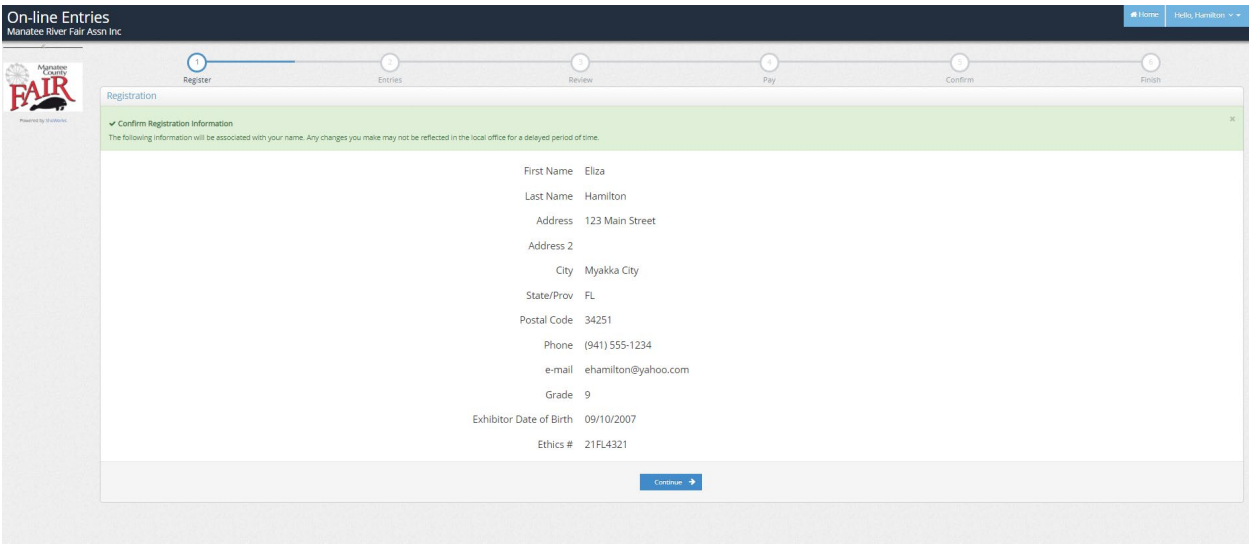 On-line Entries
Manatee River Fair Assn Inc
Home
Hello, Hamilton
Manatee
County
FAIR
Powered by ShoWorks
1
2
3
4
5
6
Register
Entries
Review
Pay
Confirm
Finish
Registration
✔ Confirm Registration Information
×
The following information will be associated with your name. Any changes you make may not be reflected in the local office for a delayed period of time.
First Name Eliza
Last Name Hamilton
Address 123 Main Street
Address 2
City Myakka City
State/Prov FL
Postal Code 34251
Phone (941) 555-1234
e-mail ehamilton@yahoo.com
Grade 9
Exhibitor Date of Birth 09/10/2007
Ethics # 21FL4321
Continue →